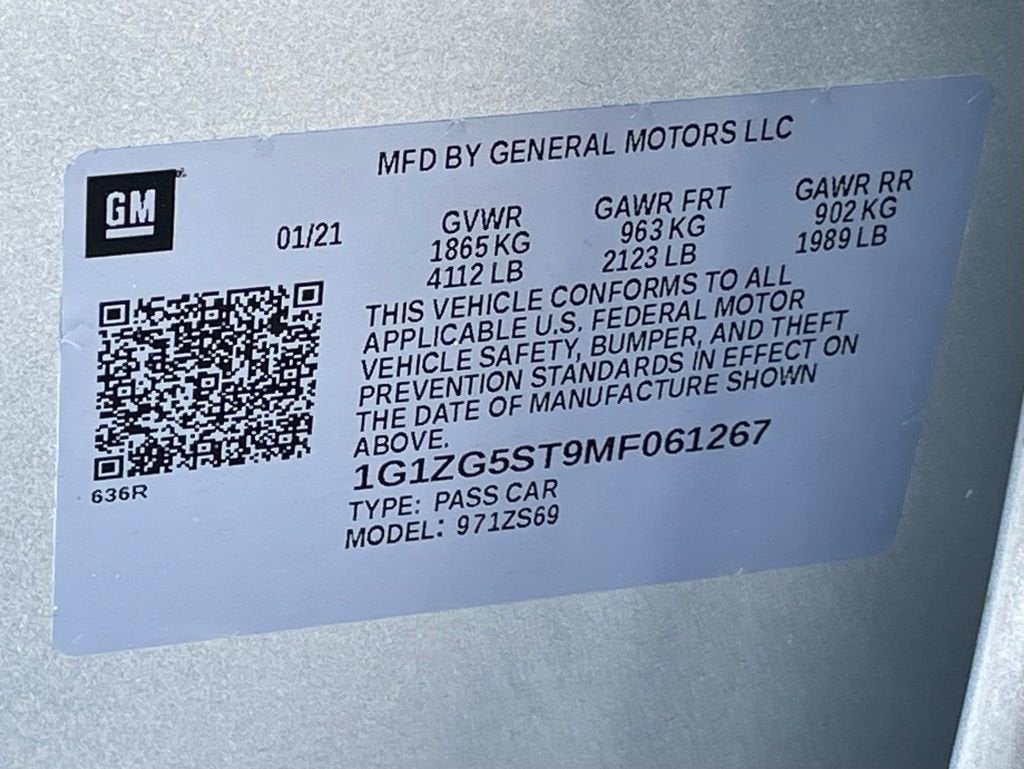 MFD BY GENERAL MOTORS LLC
GM
01/21
GVWR
1865 KG
4112 LB
GAWR FRT
963 KG
2123 LB
GAWR RR
902 KG
1989 LB
THIS VEHICLE CONFORMS TO ALL
APPLICABLE U.S. FEDERAL MOTOR
VEHICLE SAFETY, BUMPER, AND THEFT
PREVENTION STANDARDS IN EFFECT ON
THE DATE OF MANUFACTURE SHOWN
ABOVE.
1G1ZG5ST9MF061267
TYPE: PASS CAR
MODEL: 971ZS69
636R